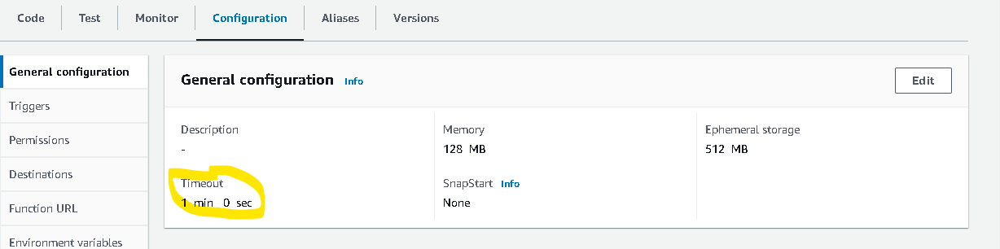 Code Test Monitor Configuration Aliases Versions
General configuration
Triggers
Permissions
Destinations
Function URL
Environment variables
General configuration Info Edit
Description
-
Memory
128 MB
Ephemeral storage
512 MB
Timeout
1 min 0 sec
SnapStart Info
None